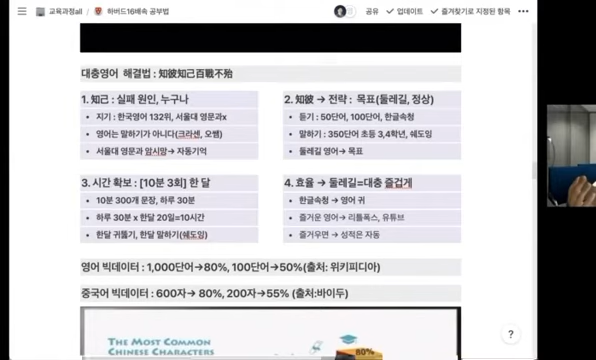 교육과정all / 하버드16배속 공부법
공유 업데이트 즐겨찾기로 지정된 항목
대충영어 해결법 : 知彼知己百戰不殆
1. 知己 : 실패 원인, 누구나
지기 : 한국영어 132위, 서울대 영문과x
영어는 말하기가 아니다(크라센, 오쌤)
서울대 영문과 암시망→ 자동기억
2. 知彼 → 전략 : 목표(둘레길, 정상)
듣기 : 50단어, 100단어, 한글속청
말하기 : 350단어 초등 3,4학년, 쉐도잉
둘레길 영어→ 목표
3. 시간 확보 : [10분 3회] 한 달
10분 300개 문장, 하루 30분
하루 30분 x 한달 20일=10시간
한달 귀뚫기, 한달 말하기(쉐도잉)
4. 효율 → 둘레길=대충 즐겁게
한글속청 → 영어 귀
즐거운 영어→ 리틀폭스, 유튜브
즐거우면 → 성적은 자동
영어 빅데이터 : 1,000단어→80%, 100단어→50%(출처: 위키피디아)
중국어 빅데이터 : 600자→ 80%, 200자→55% (출처:바이두)
THE MOST COMMON
CHINESE CHARACTERS
80%
?